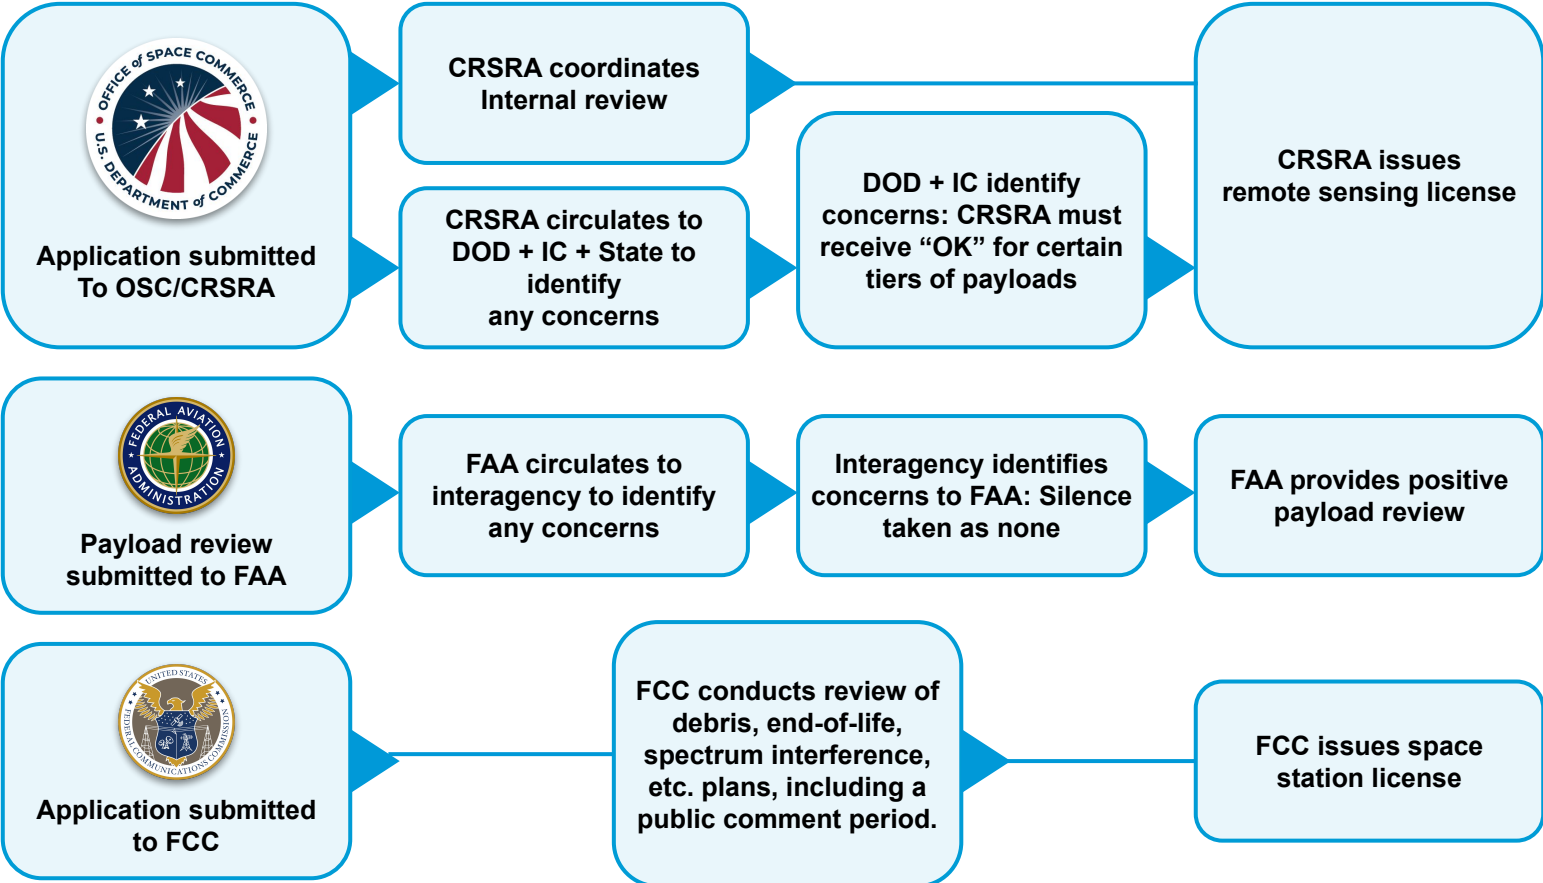 OFFICE of SPACE COMMERCE
U.S. DEPARTMENT of COMMERCE
Application submitted
To OSC/CRSRA
CRSRA coordinates
Internal review
CRSRA circulates to
DOD + IC + State to
identify
any concerns
DOD + IC identify
concerns: CRSRA must
receive “OK” for certain
tiers of payloads
CRSRA issues
remote sensing license
FEDERAL AVIATION
ADMINISTRATION
Payload review
submitted to FAA
FAA circulates to
interagency to identify
any concerns
Interagency identifies
concerns to FAA: Silence
taken as none
FAA provides positive
payload review
UNITED STATES
FEDERAL COMMUNICATIONS COMMISSION
Application submitted
to FCC
FCC conducts review of
debris, end-of-life,
spectrum interference,
etc. plans, including a
public comment period.
FCC issues space
station license